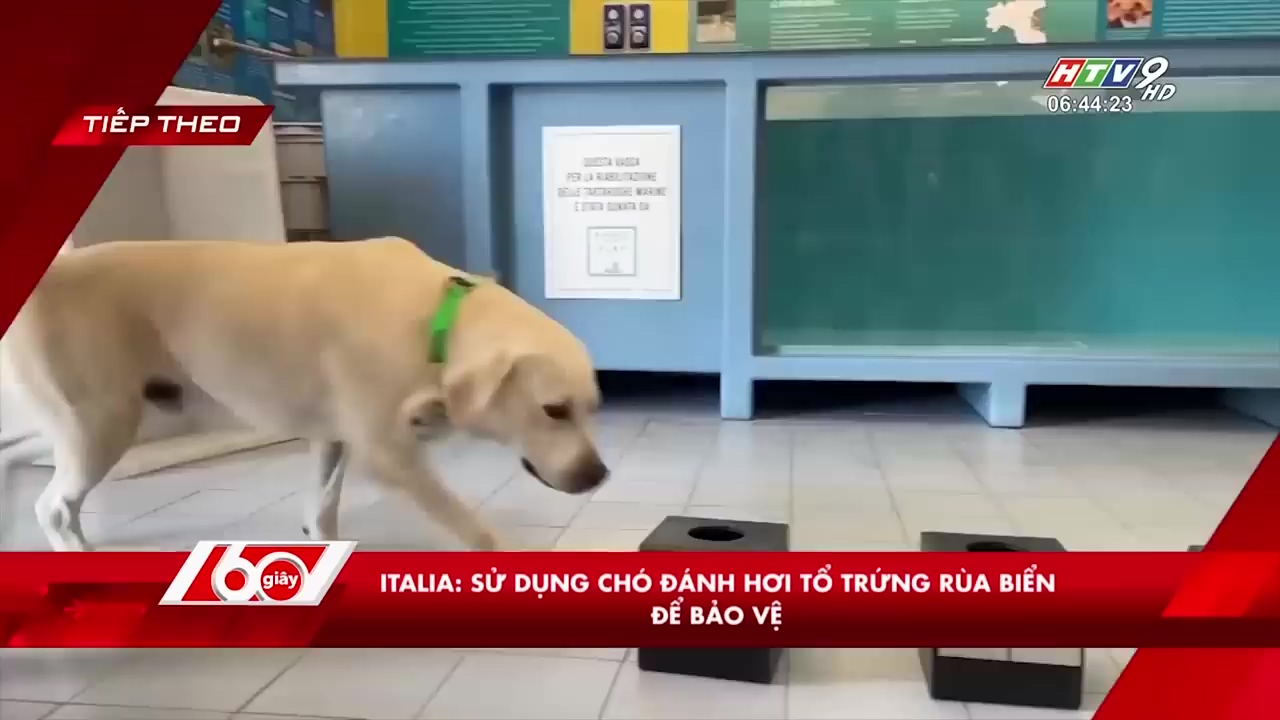 HTV9 HD
06:44:23
TIẾP THEO
QUESTA VASCA
PER LA RIABILITAZIONE
DELLE TARTARUGHE MARINE
È STATA DONATA DA
60 giây
ITALIA: SỬ DỤNG CHÓ ĐÁNH HƠI TỔ TRỨNG RÙA BIỂN
ĐỂ BẢO VỆ